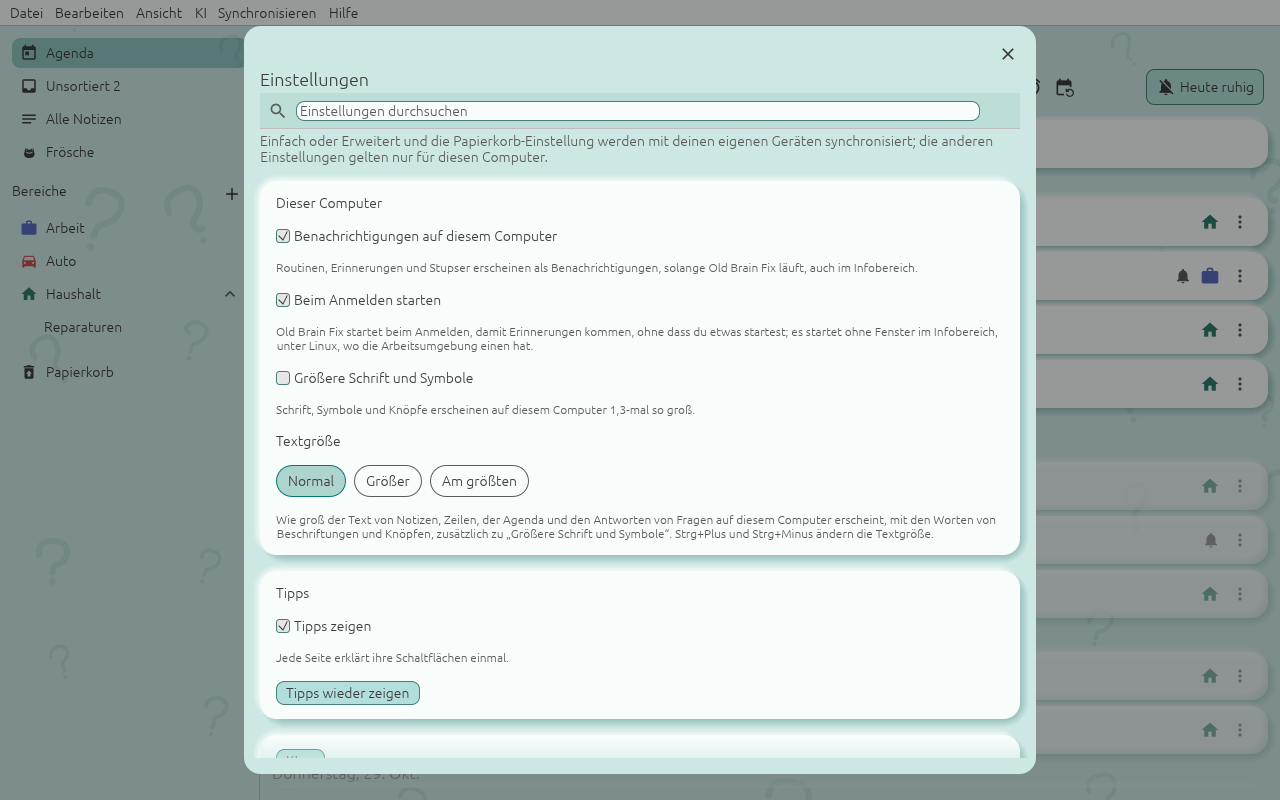 Datei Bearbeiten Ansicht KI Synchronisieren Hilfe
Agenda
Unsortiert 2
Alle Notizen
Frösche
Bereiche
Arbeit
Auto
Haushalt
Reparaturen
Papierkorb
Heute ruhig
Einstellungen
Einstellungen durchsuchen
Einfach oder Erweitert und die Papierkorb-Einstellung werden mit deinen eigenen Geräten synchronisiert; die anderen
Einstellungen gelten nur für diesen Computer.
Dieser Computer
Benachrichtigungen auf diesem Computer
Routinen, Erinnerungen und Stupser erscheinen als Benachrichtigungen, solange Old Brain Fix läuft, auch im Infobereich.
Beim Anmelden starten
Old Brain Fix startet beim Anmelden, damit Erinnerungen kommen, ohne dass du etwas startest; es startet ohne Fenster im Infobereich,
unter Linux, wo die Arbeitsumgebung einen hat.
Größere Schrift und Symbole
Schrift, Symbole und Knöpfe erscheinen auf diesem Computer 1,3-mal so groß.
Textgröße
Normal Größer Am größten
Wie groß der Text von Notizen, Zeilen, der Agenda und den Antworten von Fragen auf diesem Computer erscheint, mit den Worten von
Beschriftungen und Knöpfen, zusätzlich zu „Größere Schrift und Symbole“. Strg+Plus und Strg+Minus ändern die Textgröße.
Tipps
Tipps zeigen
Jede Seite erklärt ihre Schaltflächen einmal.
Tipps wieder zeigen
Donnerstag, 29. Okt.